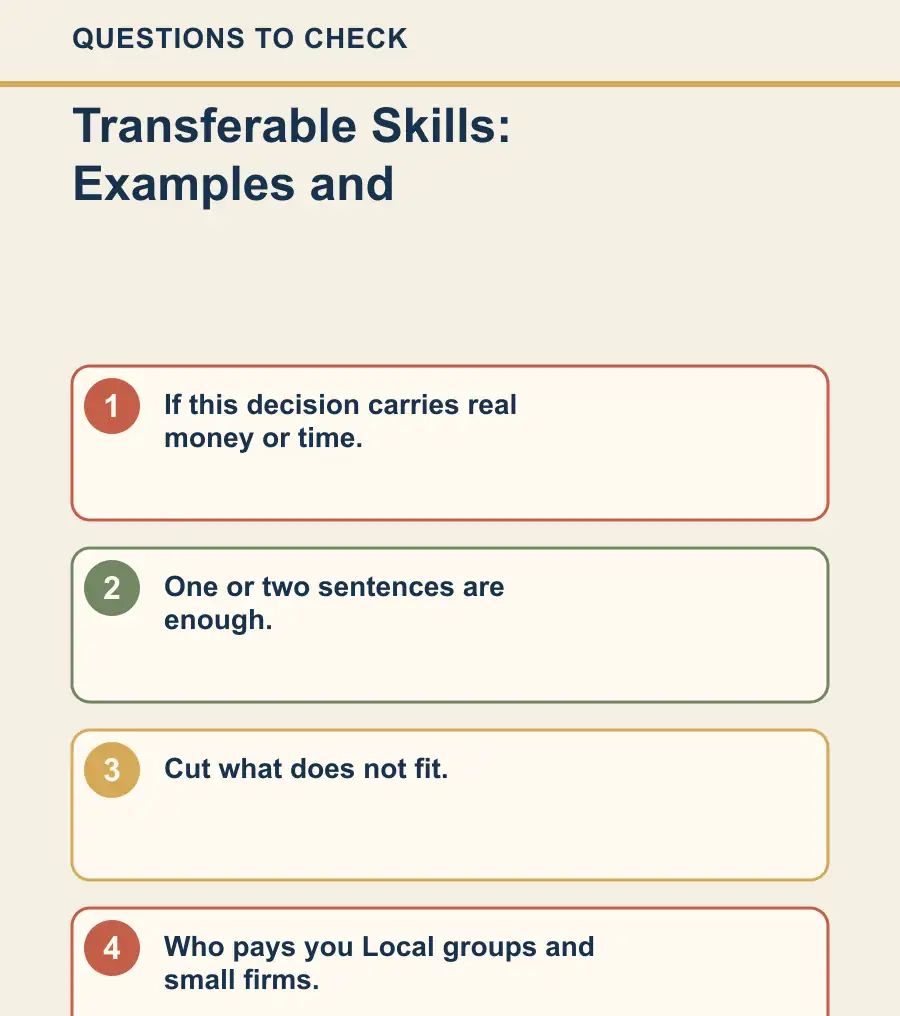 QUESTIONS TO CHECK
Transferable Skills:
Examples and
1
If this decision carries real
money or time.
2
One or two sentences are
enough.
3
Cut what does not fit.
4
Who pays you Local groups and
small firms.